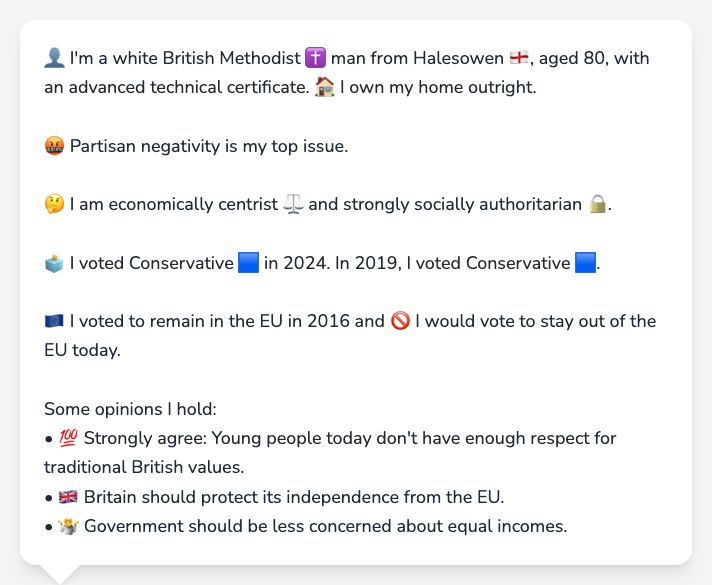 👤 I'm a white British Methodist ✝️ man from Halesowen 🏴󠁧󠁢󠁥󠁮󠁧󠁿, aged 80, with
an advanced technical certificate. 🏠 I own my home outright.
🤬 Partisan negativity is my top issue.
🤔 I am economically centrist ⚖️ and strongly socially authoritarian 🔒.
🗳️ I voted Conservative 🟦 in 2024. In 2019, I voted Conservative 🟦.
🇪🇺 I voted to remain in the EU in 2016 and 🚫 I would vote to stay out of the
EU today.
Some opinions I hold:
• 💯 Strongly agree: Young people today don't have enough respect for
traditional British values.
• 🇬🇧 Britain should protect its independence from the EU.
• 🤷 Government should be less concerned about equal incomes.